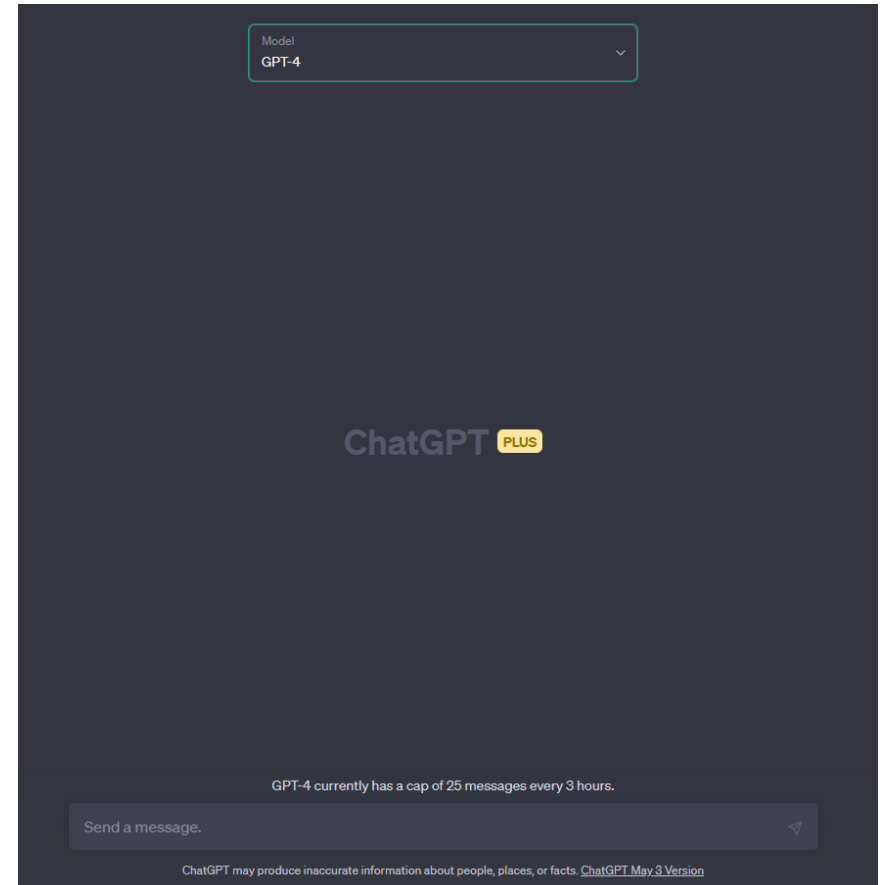 Model
GPT-4
ChatGPT PLUS
GPT-4 currently has a cap of 25 messages every 3 hours.
Send a message.
ChatGPT may produce inaccurate information about people, places, or facts. ChatGPT May 3 Version